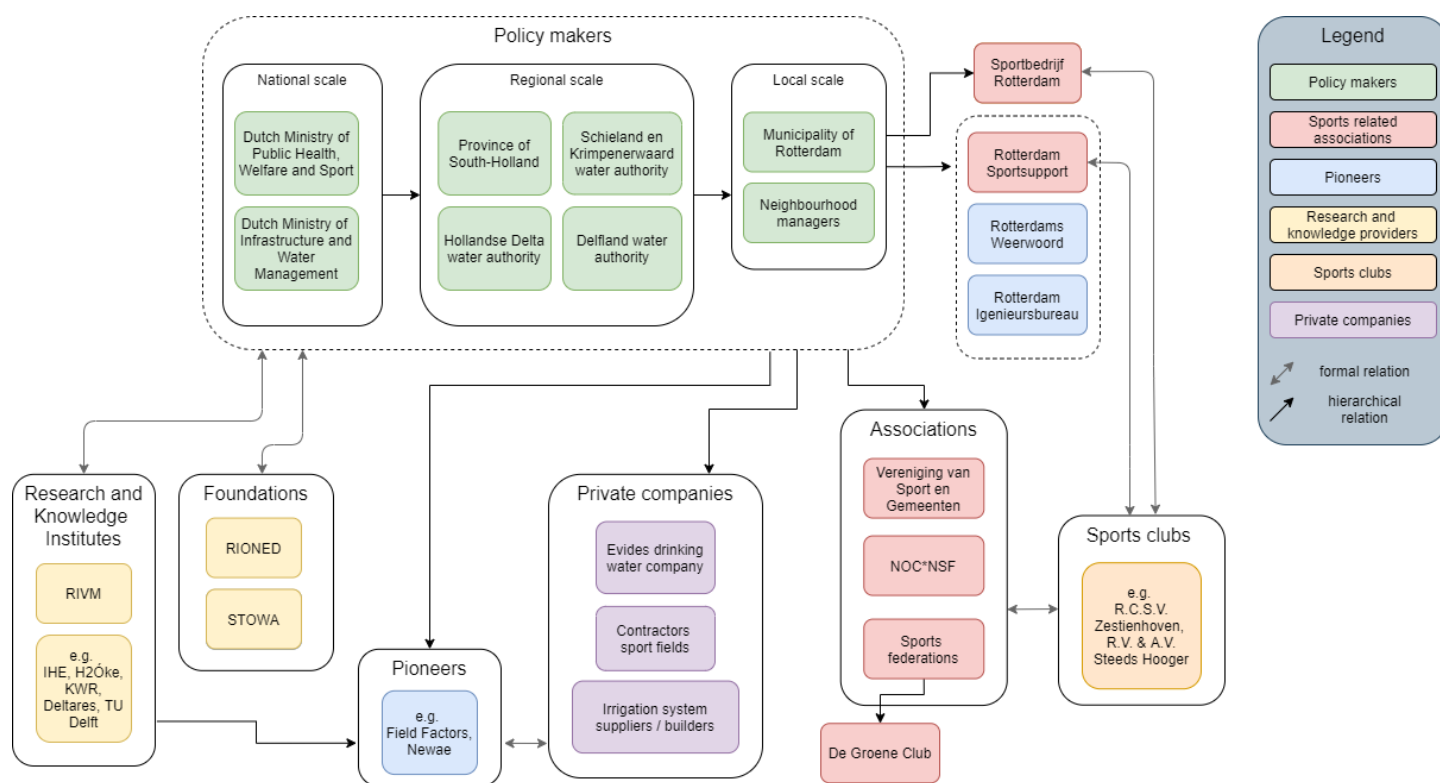 Policy makers
National scale
Dutch Ministry of
Public Health,
Welfare and Sport
Dutch Ministry of
Infrastructure and
Water
Management
Regional scale
Province of
South-Holland
Schieland en
Krimpenerwaard
water authority
Hollandse Delta
water authority
Delfland water
authority
Local scale
Municipality of
Rotterdam
Neighbourhood
managers
Sportbedrijf
Rotterdam
Rotterdam
Sportsupport
Rotterdams
Weerwoord
Rotterdam
Igenieursbureau
Legend
Policy makers
Sports related
associations
Pioneers
Research and
knowledge providers
Sports clubs
Private companies
formal relation
hierarchical
relation
Research and
Knowledge
Institutes
RIVM
e.g.
IHE, H2Óke,
KWR,
Deltares, TU
Delft
Foundations
RIONED
STOWA
Pioneers
e.g.
Field Factors,
Newae
Private companies
Evides drinking
water company
Contractors
sport fields
Irrigation system
suppliers / builders
Associations
Vereniging van
Sport en
Gemeenten
NOC*NSF
Sports
federations
De Groene Club
Sports clubs
e.g.
R.C.S.V.
Zestienhoven,
R.V. & A.V.
Steeds Hooger